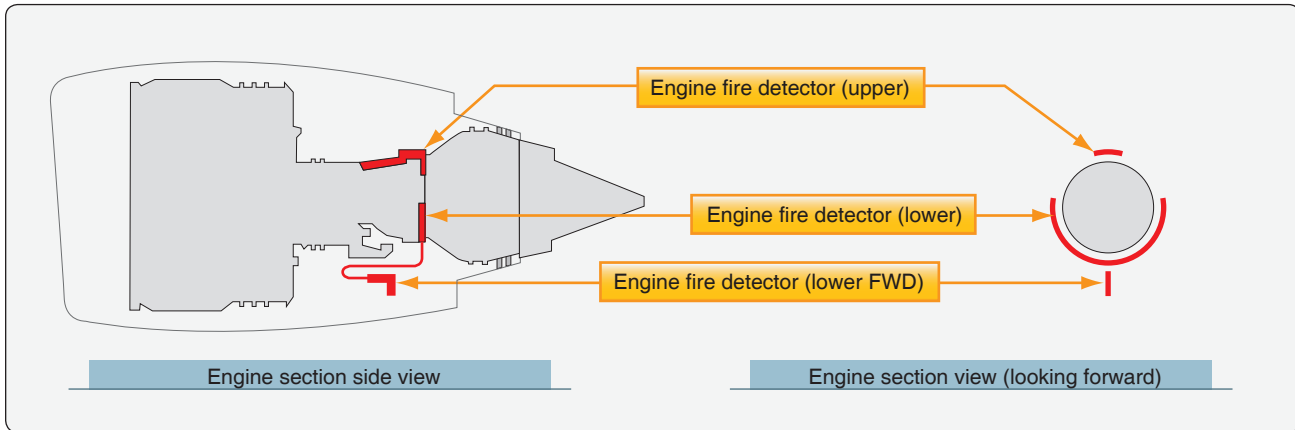 Engine fire detector (upper)
Engine fire detector (lower)
Engine fire detector (lower FWD)
Engine section side view
Engine section view (looking forward)